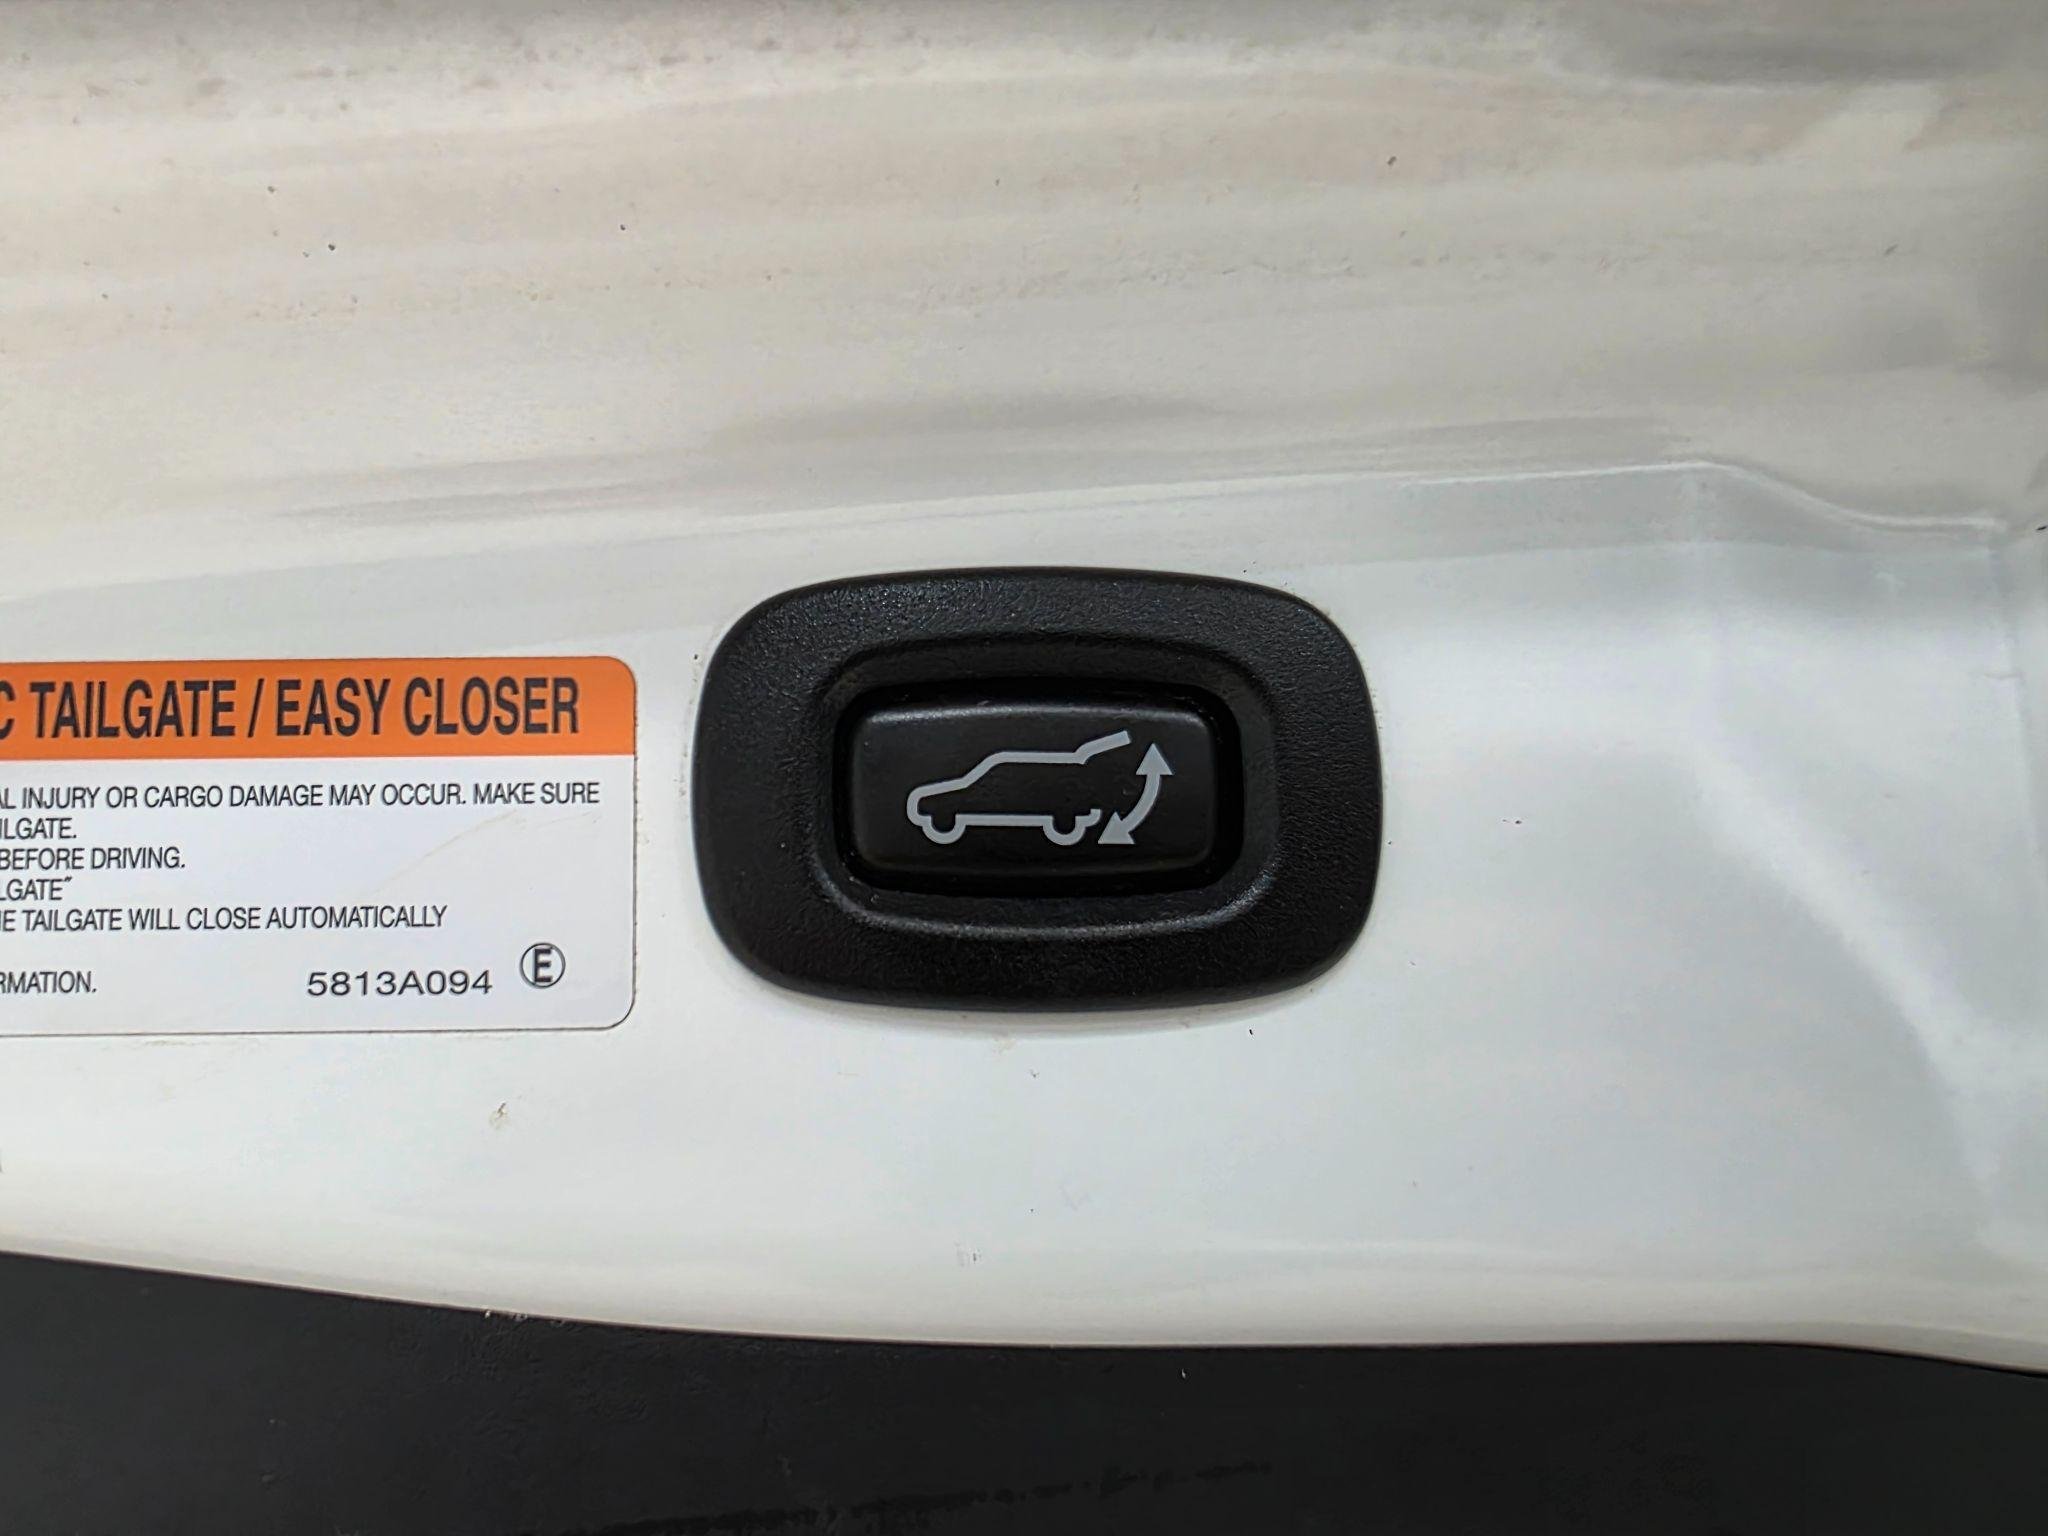 C TAILGATE / EASY CLOSER
AL INJURY OR CARGO DAMAGE MAY OCCUR. MAKE SURE
ILGATE.
BEFORE DRIVING.
LGATE"
E TAILGATE WILL CLOSE AUTOMATICALLY
RMATION. 5813A094 E